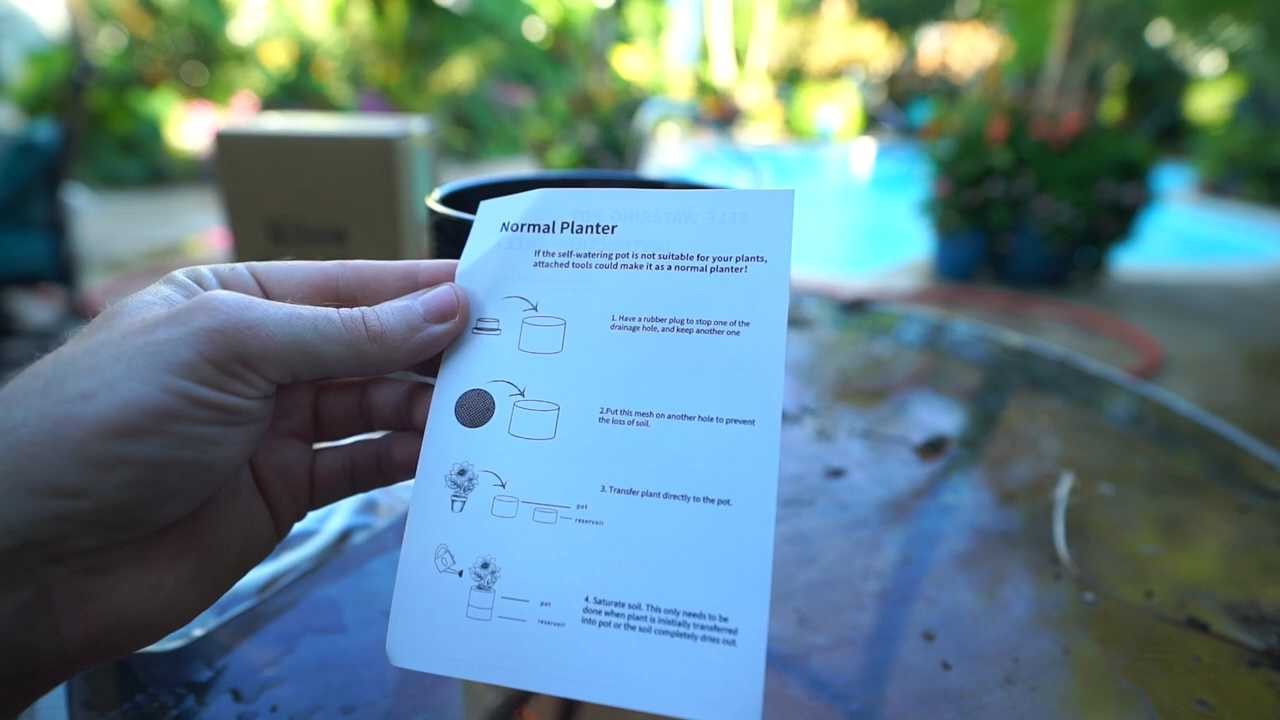 Normal Planter
If the self-watering pot is not suitable for your plants,
attached tools could make it as a normal planter!
1. Have a rubber plug to stop one of the
drainage hole, and keep another one
2.Put this mesh on another hole to prevent
the loss of soil.
3. Transfer plant directly to the pot.
pot
reservoir
4. Saturate soil. This only needs to be
done when plant is inistially transferred
into pot or the soil completely dries out.
pot
reservoir